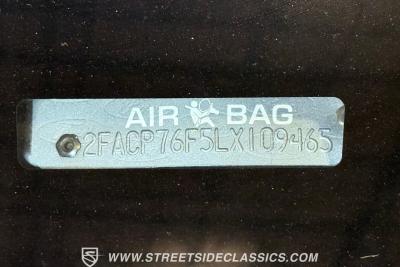 AIR BAG
2FACP76F5LX109465
WWW.STREETSIDECLASSICS.COM